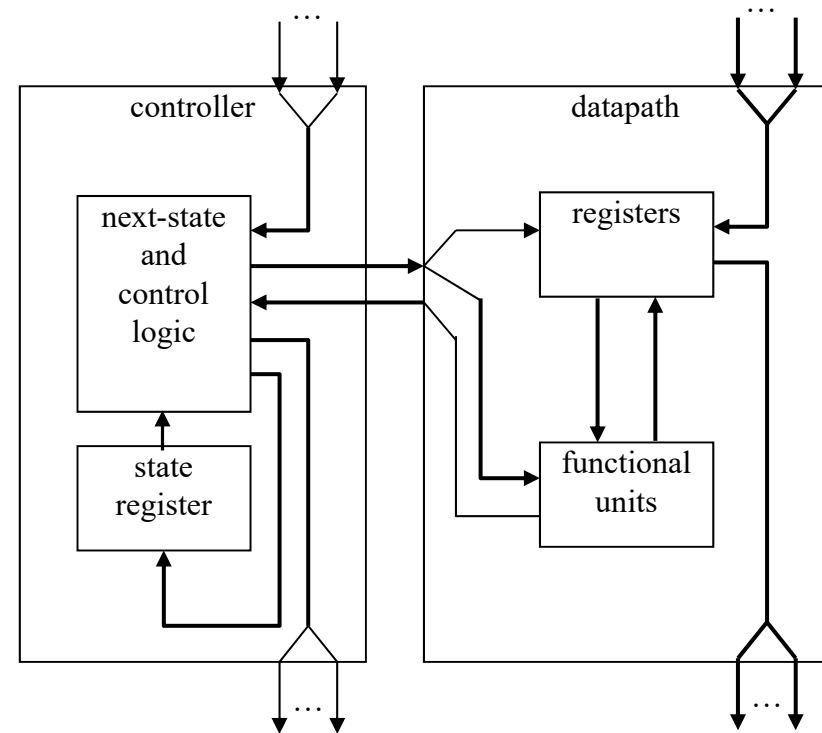 …
…
controller
datapath
next-state
and
control
logic
registers
state
register
functional
units
…
…